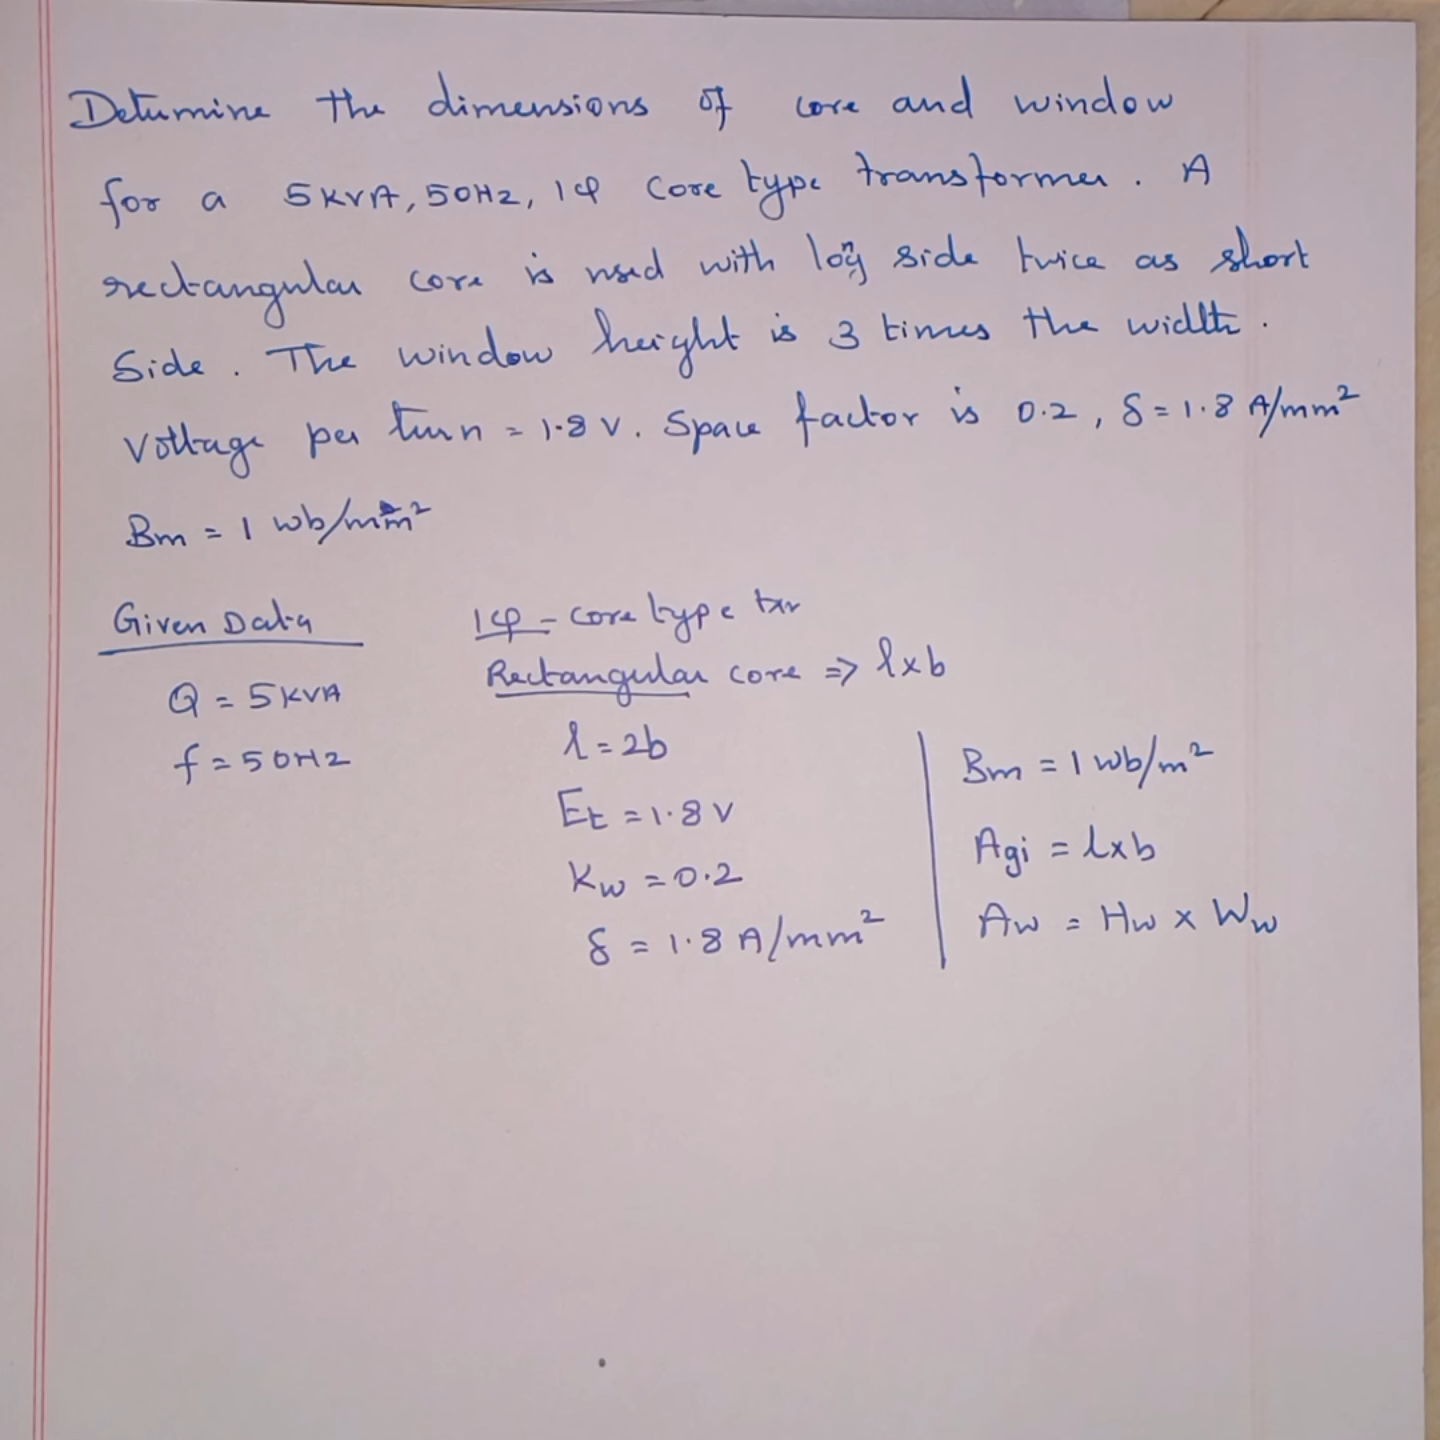 Determine the dimensions of core and window
for a 5KVA, 50Hz, 1φ core type transformer. A
rectangular core is used with long side twice as short
side. The window height is 3 times the width.
Voltage per turn = 1.8 V. Space factor is 0.2, δ = 1.8 A/mm²
Bm = 1 wb/m²
Given Data
Q = 5KVA
f = 50Hz
1φ - core type txr
Rectangular core => l x b
l = 2b
Et = 1.8 V
Kw = 0.2
δ = 1.8 A/mm²
Bm = 1 wb/m²
Agi = l x b
Aw = Hw x Ww